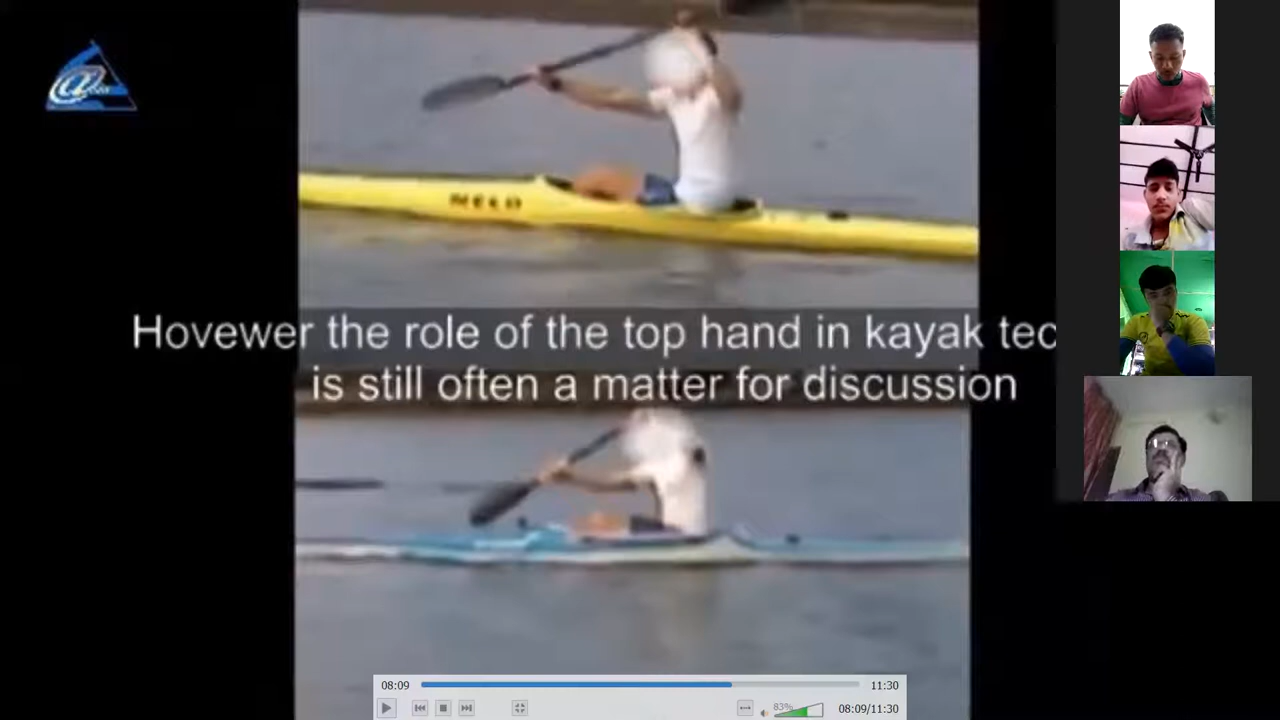 NELO
Hovewer the role of the top hand in kayak tec
is still often a matter for discussion
08:09
11:30
83%
08:09/11:30